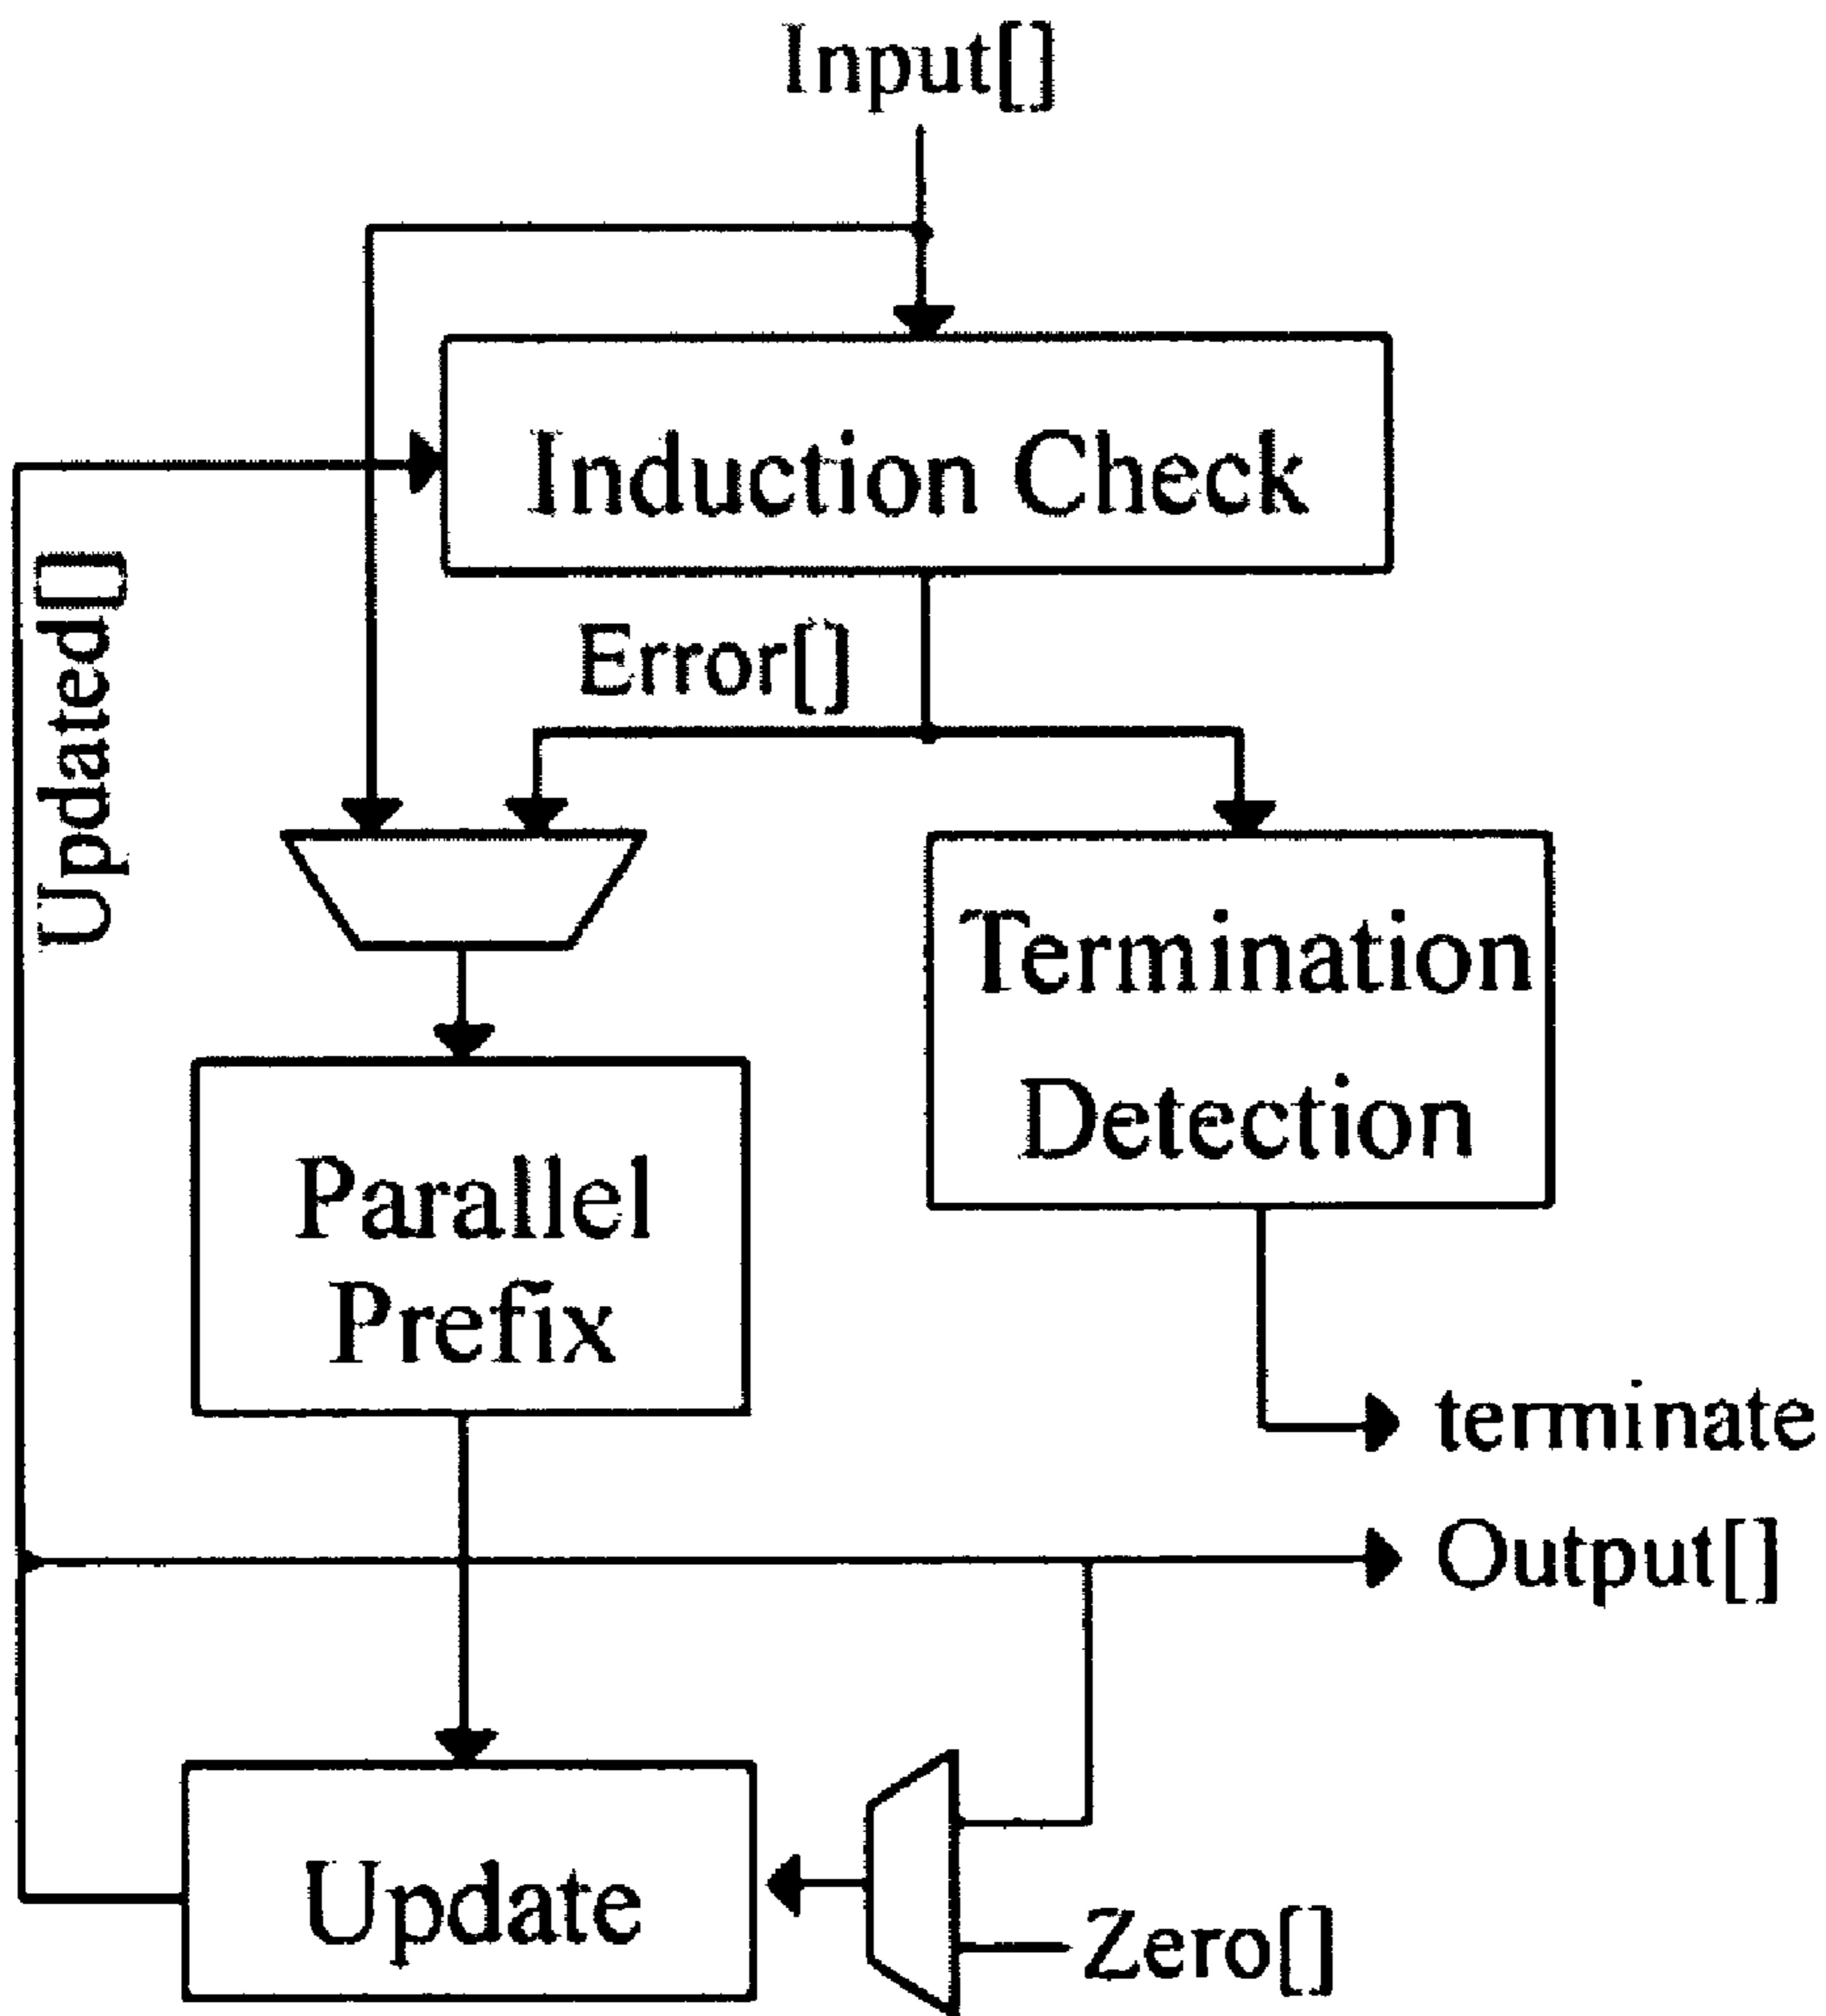 Input[]
Induction Check
Updated[]
Error[]
Termination
Detection
Parallel
Prefix
terminate
Output[]
Update
Zero[]